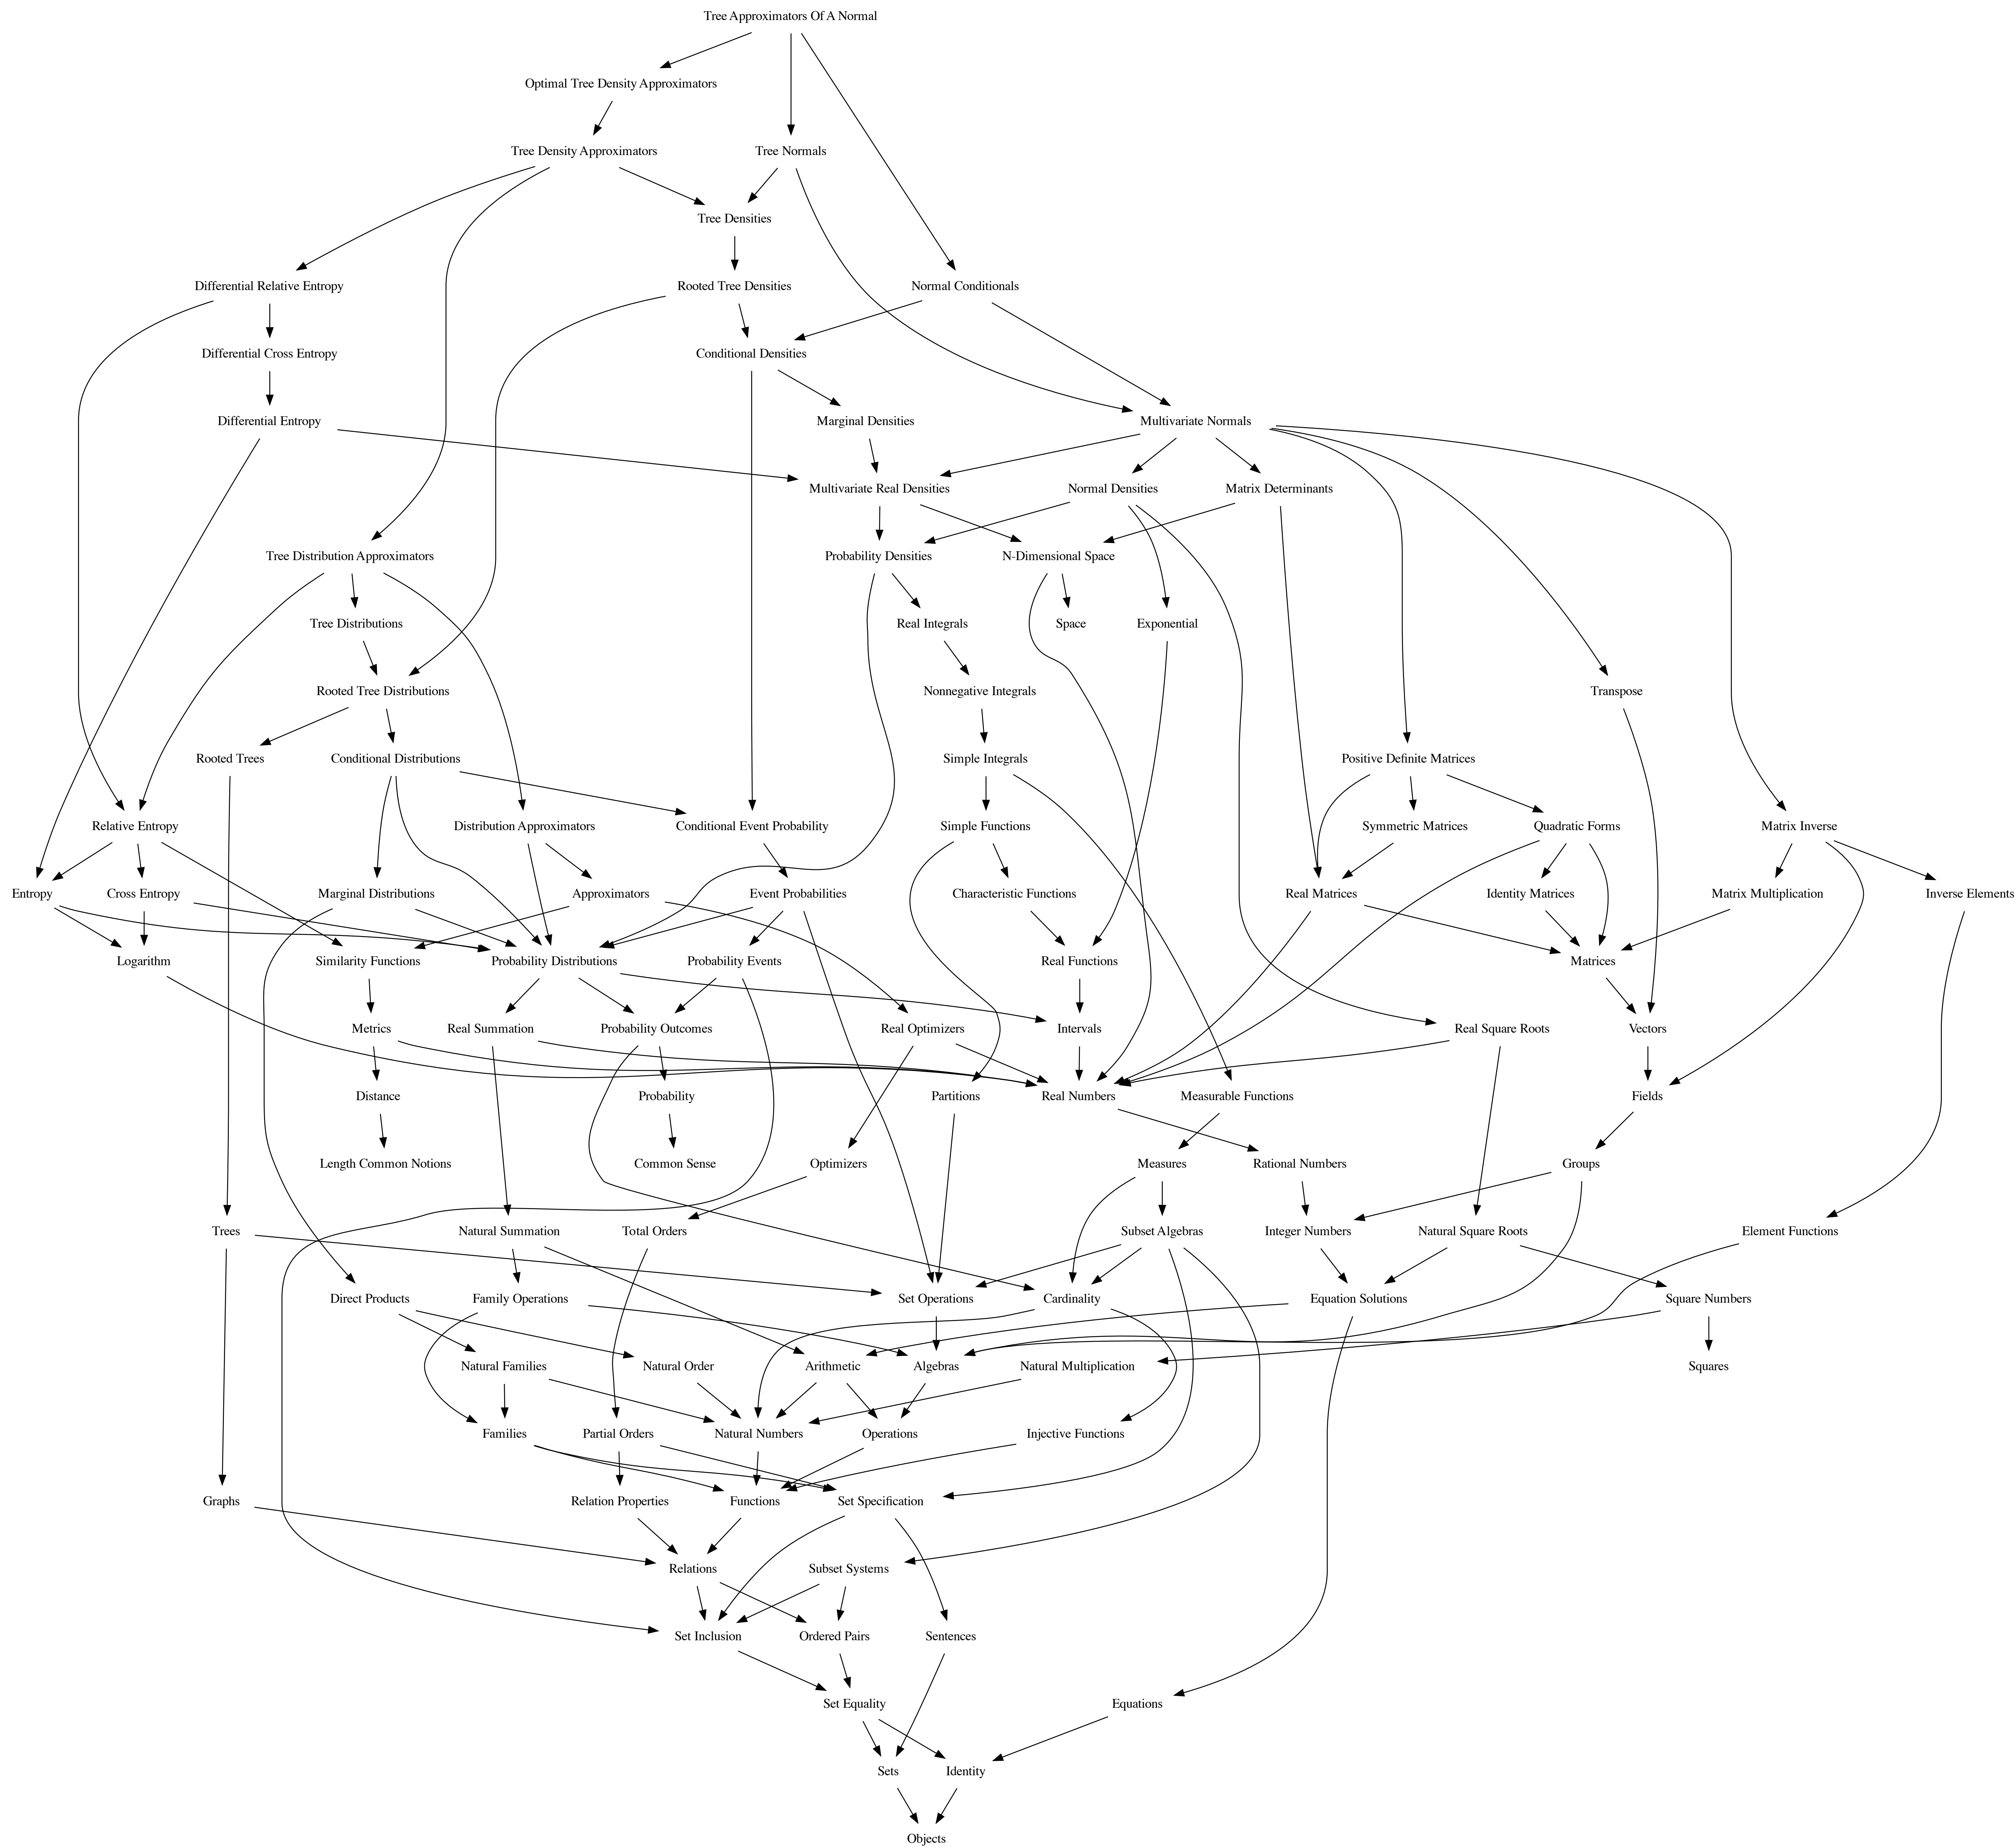 Tree Approximators Of A Normal
Optimal Tree Density Approximators
Tree Density Approximators
Tree Normals
Tree Densities
Differential Relative Entropy
Rooted Tree Densities
Normal Conditionals
Differential Cross Entropy
Conditional Densities
Differential Entropy
Marginal Densities
Multivariate Normals
Multivariate Real Densities
Normal Densities
Matrix Determinants
Tree Distribution Approximators
Probability Densities
N-Dimensional Space
Tree Distributions
Real Integrals
Space
Exponential
Rooted Tree Distributions
Nonnegative Integrals
Transpose
Rooted Trees
Conditional Distributions
Simple Integrals
Positive Definite Matrices
Relative Entropy
Distribution Approximators
Conditional Event Probability
Simple Functions
Symmetric Matrices
Quadratic Forms
Matrix Inverse
Entropy
Cross Entropy
Marginal Distributions
Approximators
Event Probabilities
Characteristic Functions
Real Matrices
Identity Matrices
Matrix Multiplication
Inverse Elements
Logarithm
Similarity Functions
Probability Distributions
Probability Events
Real Functions
Matrices
Metrics
Real Summation
Probability Outcomes
Real Optimizers
Intervals
Real Square Roots
Vectors
Distance
Probability
Partitions
Real Numbers
Measurable Functions
Fields
Length Common Notions
Common Sense
Optimizers
Measures
Rational Numbers
Groups
Trees
Natural Summation
Total Orders
Subset Algebras
Integer Numbers
Natural Square Roots
Element Functions
Direct Products
Family Operations
Set Operations
Cardinality
Equation Solutions
Square Numbers
Natural Families
Natural Order
Arithmetic
Algebras
Natural Multiplication
Squares
Families
Partial Orders
Natural Numbers
Operations
Injective Functions
Graphs
Relation Properties
Functions
Set Specification
Relations
Subset Systems
Set Inclusion
Ordered Pairs
Sentences
Set Equality
Equations
Sets
Identity
Objects